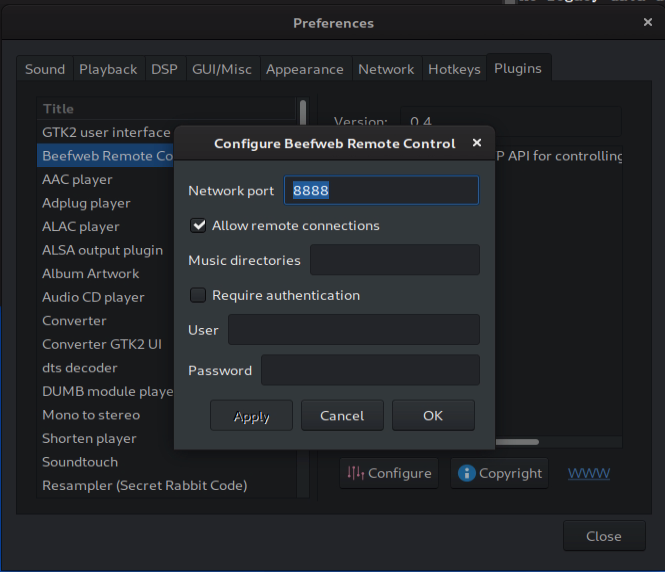 Preferences
Sound Playback DSP GUI/Misc Appearance Network Hotkeys Plugins
Title
GTK2 user interface
Beefweb Remote Co
AAC player
Adplug player
ALAC player
ALSA output plugin
Album Artwork
Audio CD player
Converter
Converter GTK2 UI
dts decoder
DUMB module playe
Mono to stereo
Shorten player
Soundtouch
Resampler (Secret Rabbit Code)
Version: 0.4
P API for controlling
Configure Beefweb Remote Control
Network port 8888
Allow remote connections
Music directories
Require authentication
User
Password
Apply Cancel OK
Configure Copyright WWW
Close